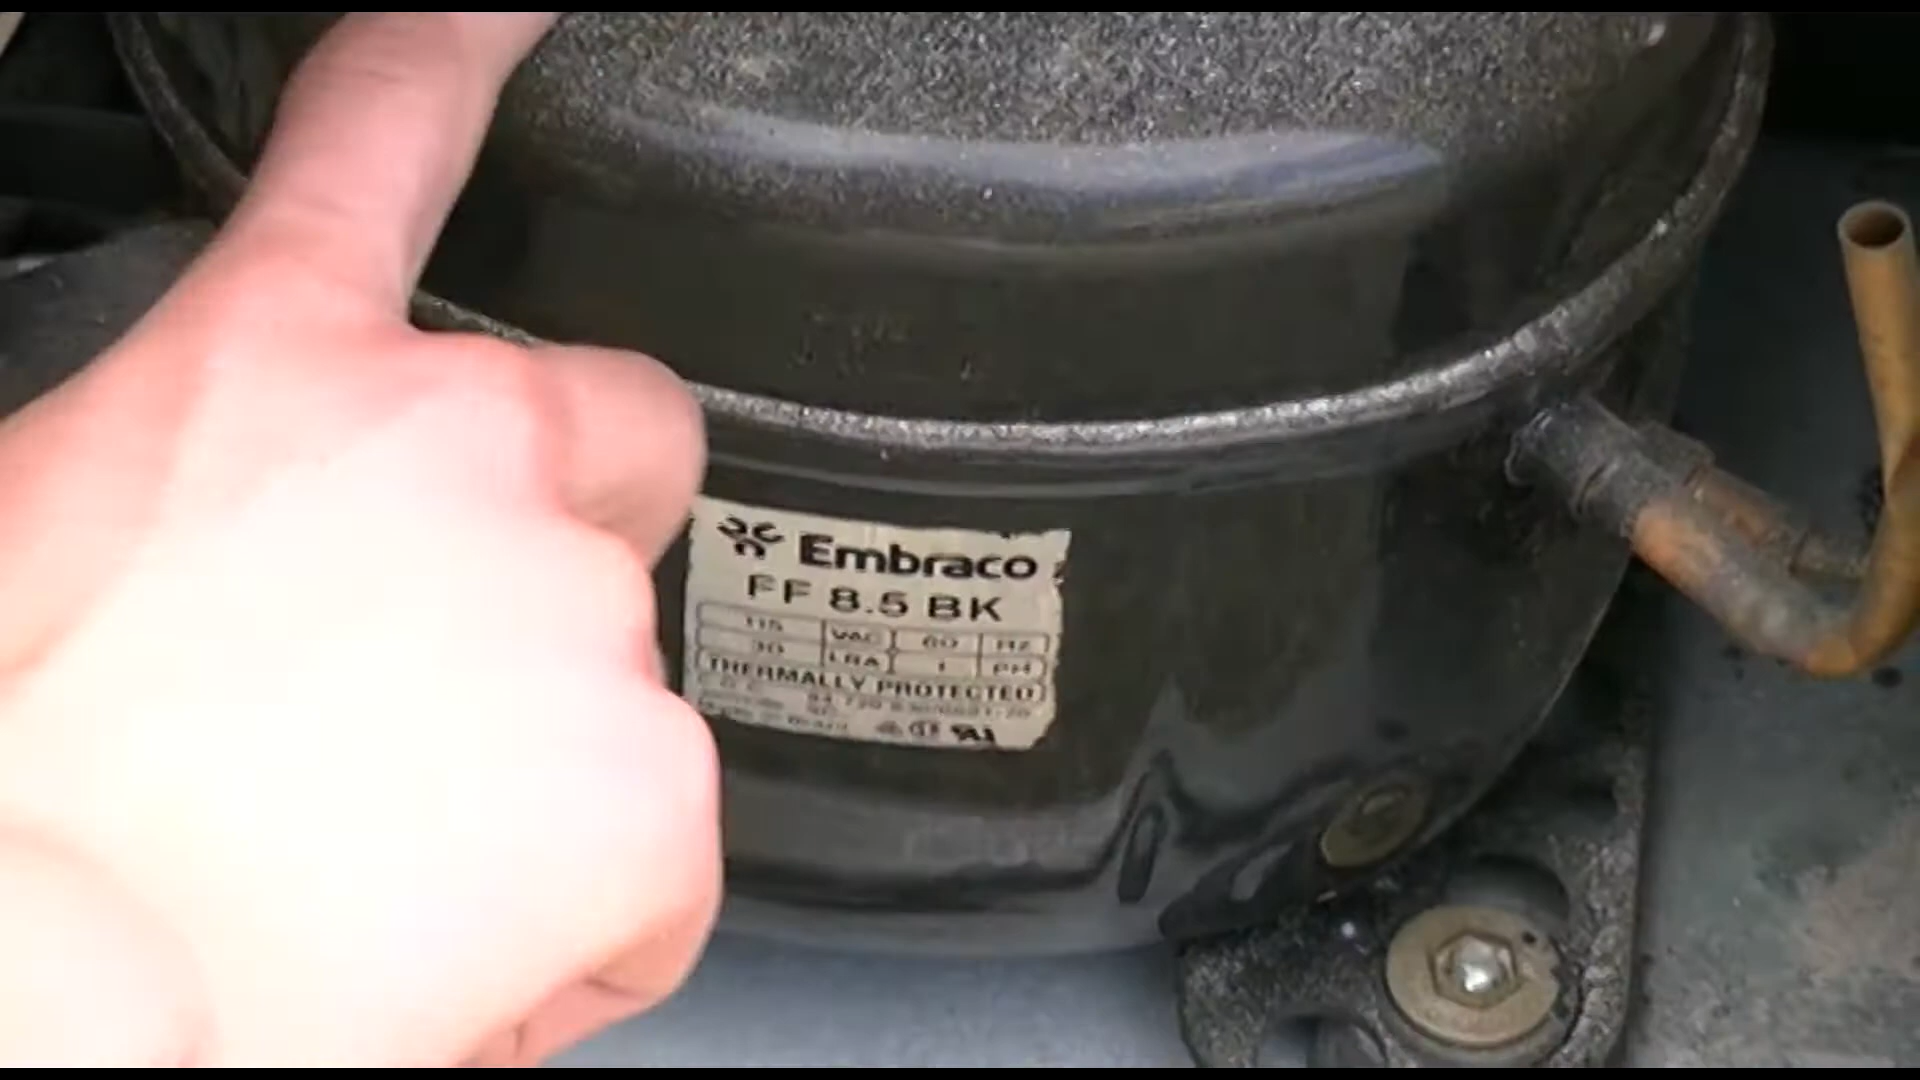 Embraco
FF 8.5 BK
115 VAC 60 HZ
30 LRA 1 PH
THERMALLY PROTECTED